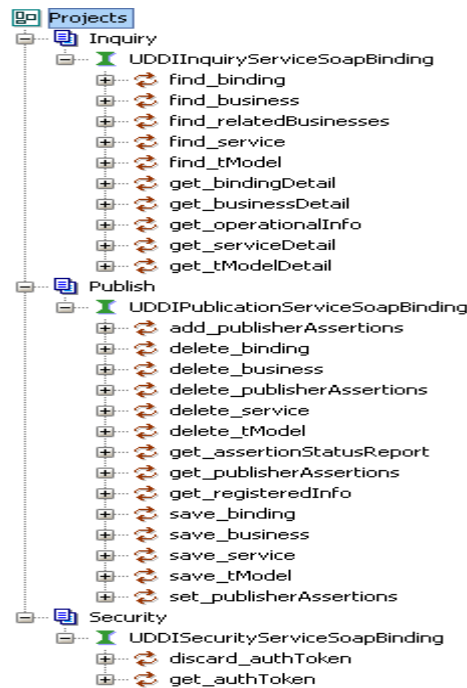 Projects
Inquiry
UDDIInquiryServiceSoapBinding
find_binding
find_business
find_relatedBusinesses
find_service
find_tModel
get_bindingDetail
get_businessDetail
get_operationalInfo
get_serviceDetail
get_tModelDetail
Publish
UDDIPublicationServiceSoapBinding
add_publisherAssertions
delete_binding
delete_business
delete_publisherAssertions
delete_service
delete_tModel
get_assertionStatusReport
get_publisherAssertions
get_registeredInfo
save_binding
save_business
save_service
save_tModel
set_publisherAssertions
Security
UDDISecurityServiceSoapBinding
discard_authToken
get_authToken